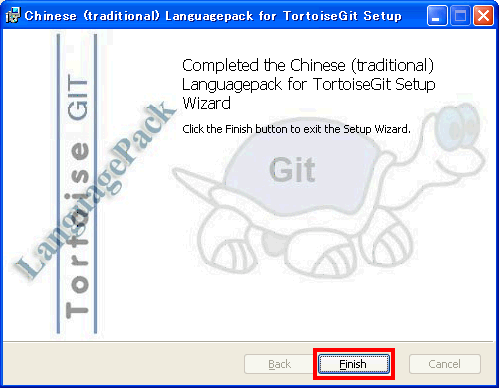 Chinese (traditional) Languagepack for TortoiseGit Setup
Completed the Chinese (traditional)
Languagepack for TortoiseGit Setup
Wizard
Click the Finish button to exit the Setup Wizard.
Tortoise GIT
LanguagePack
Git
Back
Finish
Cancel